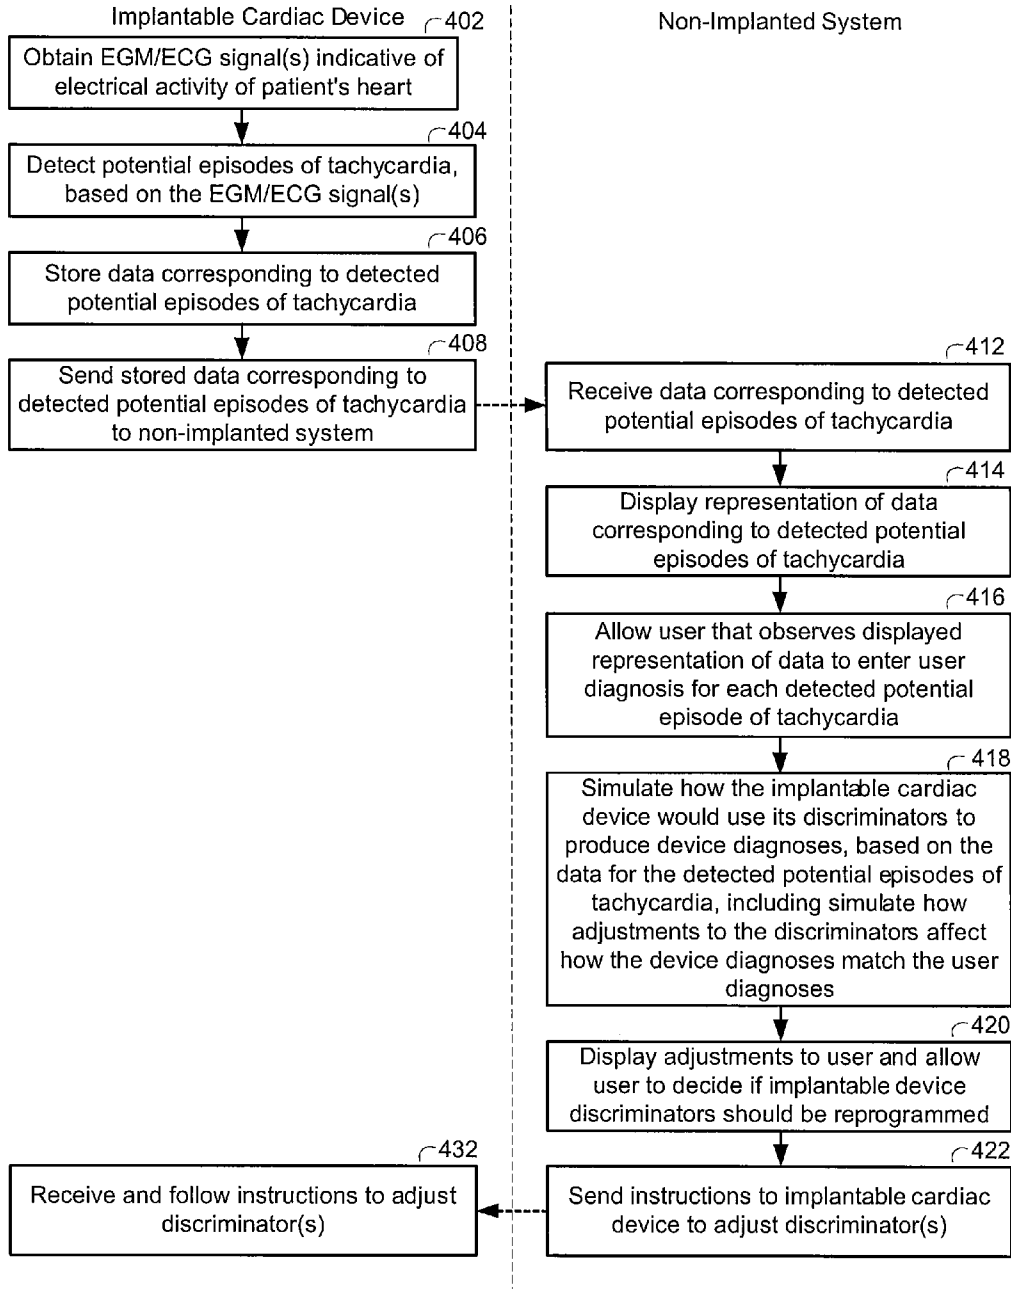 Implantable Cardiac Device
402
Obtain EGM/ECG signal(s) indicative of
electrical activity of patient's heart
404
Detect potential episodes of tachycardia,
based on the EGM/ECG signal(s)
406
Store data corresponding to detected
potential episodes of tachycardia
408
Send stored data corresponding to
detected potential episodes of tachycardia
to non-implanted system
Non-Implanted System
412
Receive data corresponding to detected
potential episodes of tachycardia
414
Display representation of data
corresponding to detected potential
episodes of tachycardia
416
Allow user that observes displayed
representation of data to enter user
diagnosis for each detected potential
episode of tachycardia
418
Simulate how the implantable cardiac
device would use its discriminators to
produce device diagnoses, based on the
data for the detected potential episodes of
tachycardia, including simulate how
adjustments to the discriminators affect
how the device diagnoses match the user
diagnoses
420
Display adjustments to user and allow
user to decide if implantable device
discriminators should be reprogrammed
422
Send instructions to implantable cardiac
device to adjust discriminator(s)
432
Receive and follow instructions to adjust
discriminator(s)